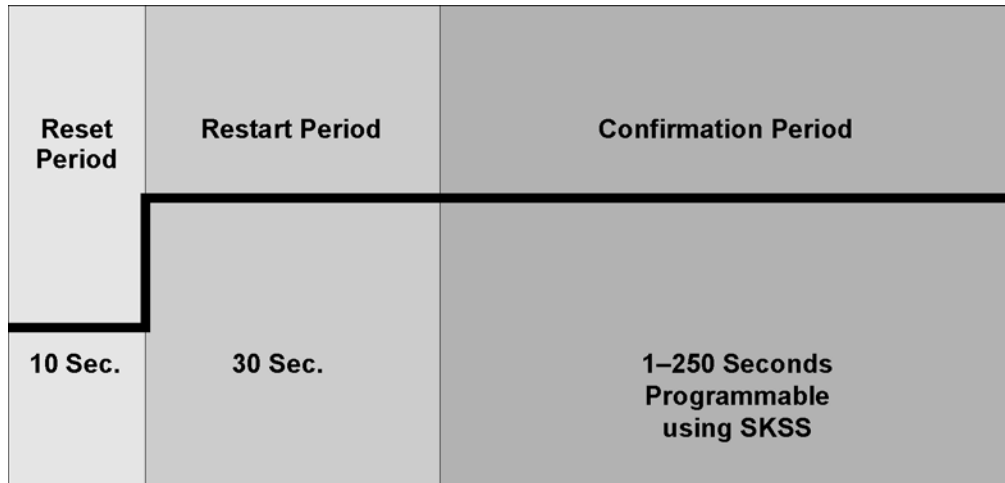 Reset
Period
Restart Period
Confirmation Period
10 Sec.
30 Sec.
1–250 Seconds
Programmable
using SKSS